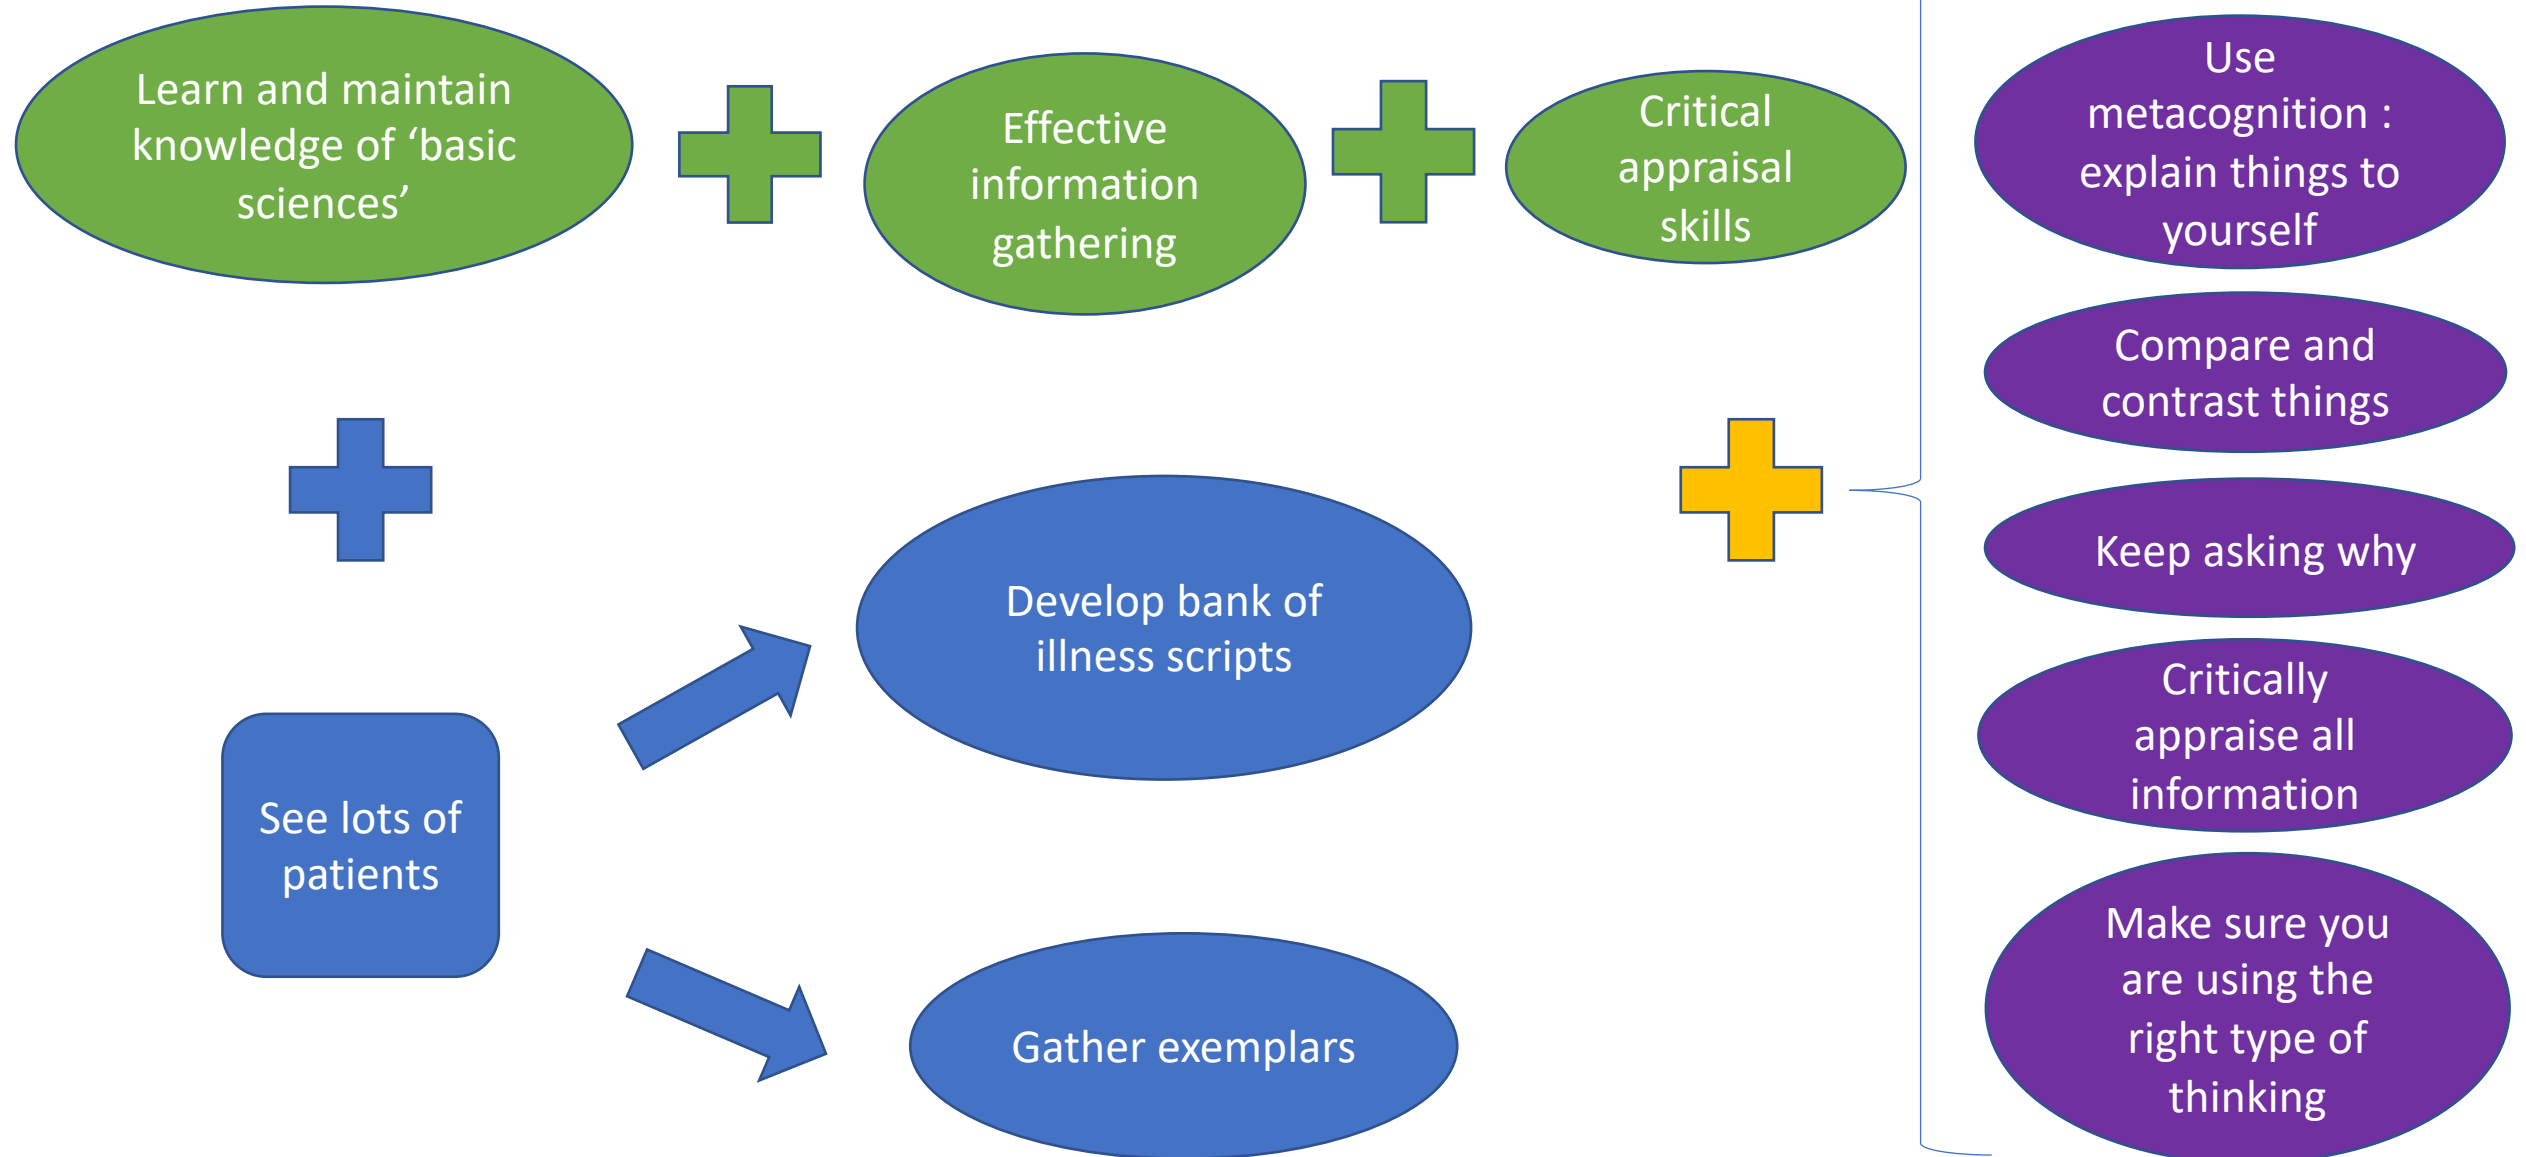 Learn and maintain
knowledge of ‘basic
sciences’
Effective
information
gathering
Critical
appraisal
skills
Use
metacognition :
explain things to
yourself
Compare and
contrast things
Keep asking why
Critically
appraise all
information
Make sure you
are using the
right type of
thinking
Develop bank of
illness scripts
See lots of
patients
Gather exemplars